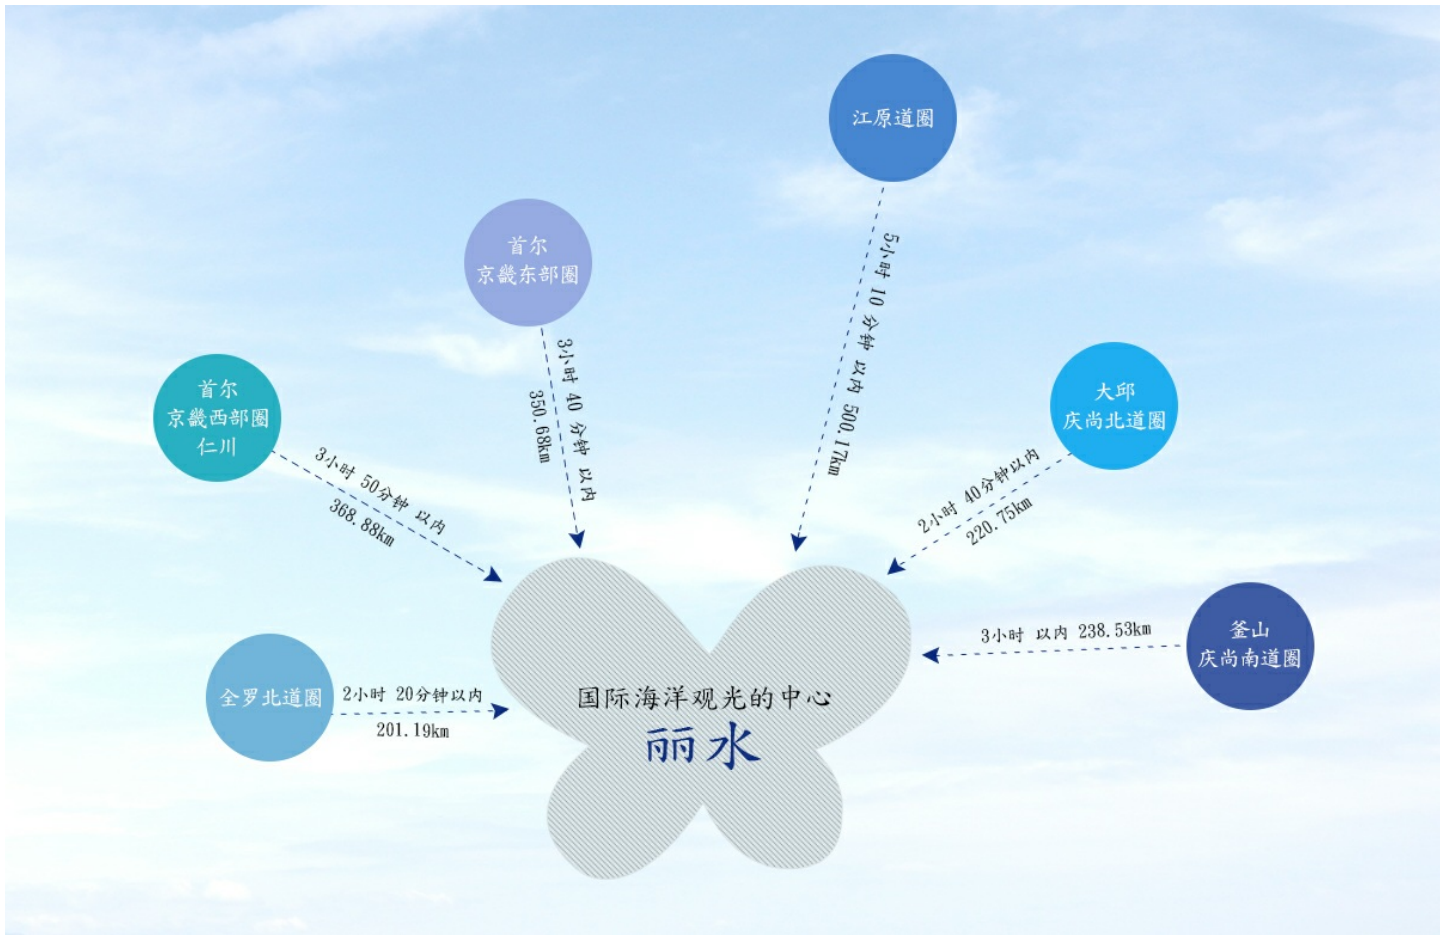 江原道圈
5小时 10 分钟 以内 500.17km
首尔
京畿东部圈
3小时 40 分钟 以内
350.68km
首尔
京畿西部圈
仁川
3小时 50分钟 以内
368.88km
大邱
庆尚北道圈
2小时 40分钟以内
220.75km
釜山
庆尚南道圈
3小时 以内 238.53km
全罗北道圈
2小时 20分钟以内
201.19km
国际海洋观光的中心
丽水